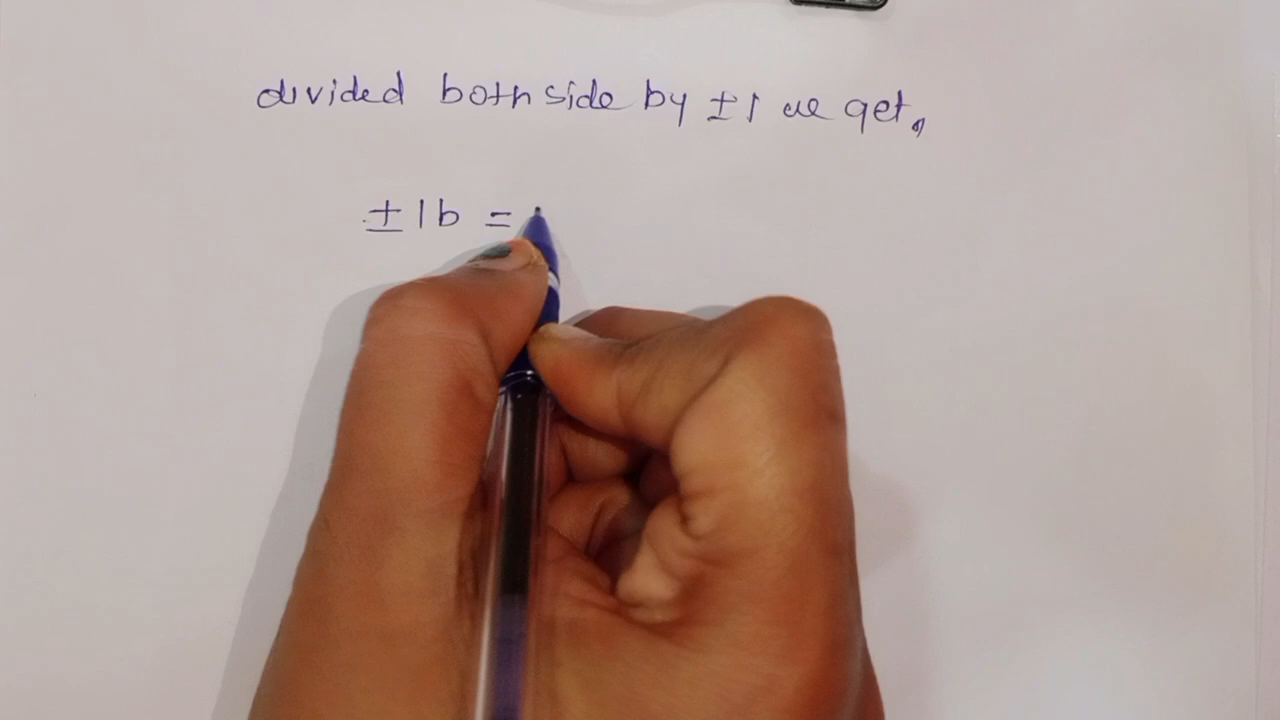 divided both side by ±1 we get,
±1b =